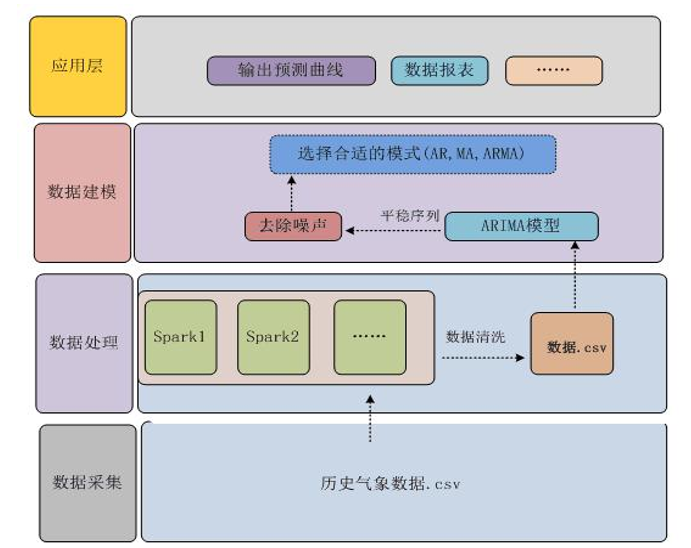 应用层
输出预测曲线
数据报表
……
数据建模
选择合适的模式(AR,MA,ARMA)
去除噪声
平稳序列
ARIMA模型
数据处理
Spark1
Spark2
……
数据清洗
数据.csv
数据采集
历史气象数据.csv